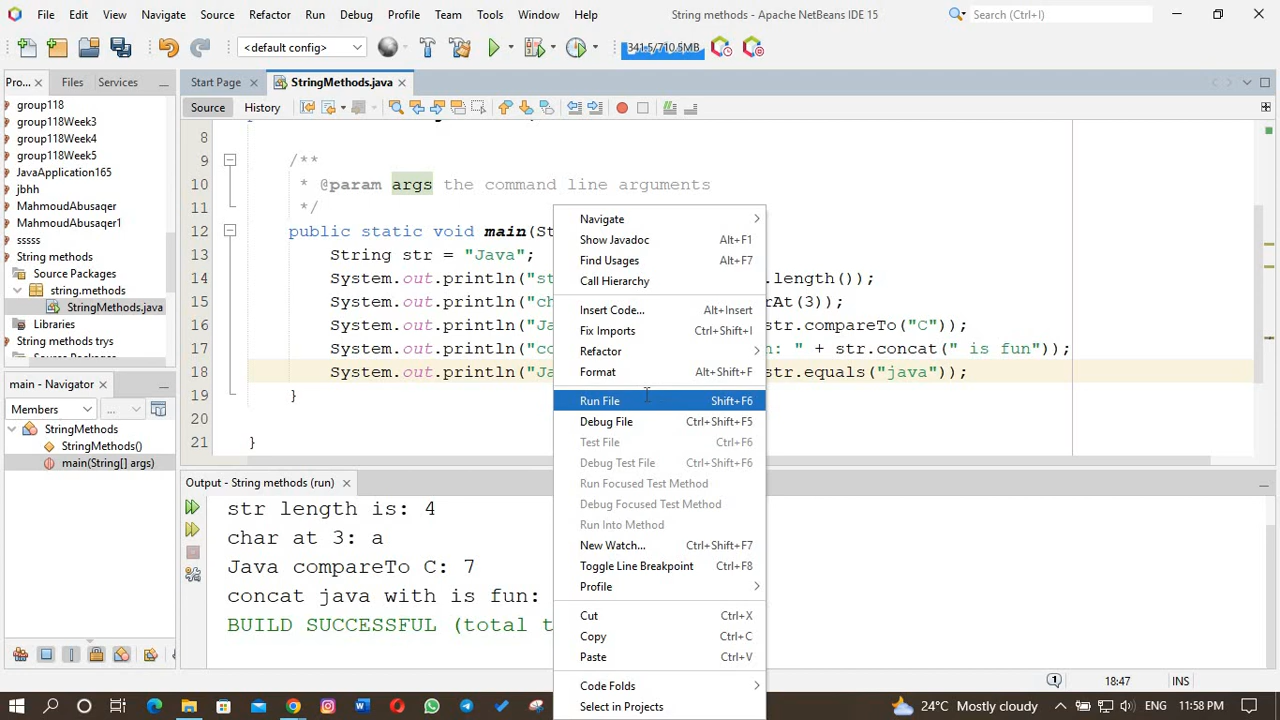 File Edit View Navigate Source Refactor Run Debug Profile Team Tools Window Help
String methods - Apache NetBeans IDE 15
Search (Ctrl+I)
<default config>
341.5/710.5MB
Pro...
Files
Services
Start Page
StringMethods.java
Source
History
group118
group118Week3
group118Week4
group118Week5
JavaApplication165
jbhh
MahmoudAbusaqer
MahmoudAbusaqer1
sssss
String methods
Source Packages
string.methods
StringMethods.java
Libraries
String methods trys
Source Packages
main - Navigator
Members
...
StringMethods
StringMethods()
main(String[] args)
8
9 /**
10 * @param args the command line arguments
11 */
12 public static void main(St
13 String str = "Java";
14 System.out.println("st .length());
15 System.out.println("ch rAt(3));
16 System.out.println("Ja str.compareTo("C"));
17 System.out.println("co n: " + str.concat(" is fun"));
18 System.out.println("Ja str.equals("java"));
19 }
20
21 }
Navigate
Show Javadoc Alt+F1
Find Usages Alt+F7
Call Hierarchy
Insert Code... Alt+Insert
Fix Imports Ctrl+Shift+I
Refactor
Format Alt+Shift+F
Run File Shift+F6
Debug File Ctrl+Shift+F5
Test File Ctrl+F6
Debug Test File Ctrl+Shift+F6
Run Focused Test Method
Debug Focused Test Method
Run Into Method
New Watch... Ctrl+Shift+F7
Toggle Line Breakpoint Ctrl+F8
Profile
Cut Ctrl+X
Copy Ctrl+C
Paste Ctrl+V
Code Folds
Select in Projects
Output - String methods (run)
str length is: 4
char at 3: a
Java compareTo C: 7
concat java with is fun:
BUILD SUCCESSFUL (total t
1
18:47
INS
24°C Mostly cloudy
ENG
11:58 PM